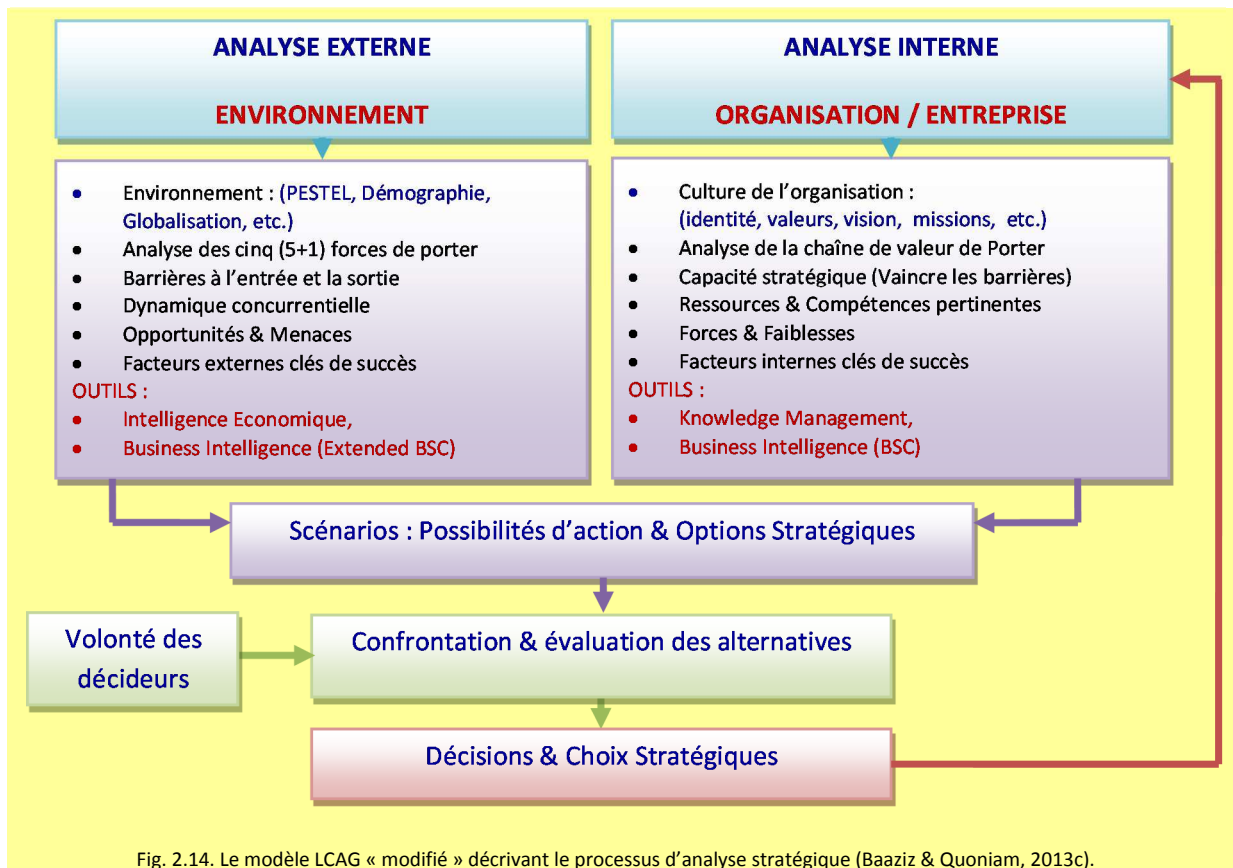 ANALYSE EXTERNE
ENVIRONNEMENT
• Environnement : (PESTEL, Démographie,
Globalisation, etc.)
• Analyse des cinq (5+1) forces de porter
• Barrières à l'entrée et la sortie
• Dynamique concurrentielle
• Opportunités & Menaces
• Facteurs externes clés de succès
OUTILS :
• Intelligence Economique,
• Business Intelligence (Extended BSC)
ANALYSE INTERNE
ORGANISATION / ENTREPRISE
• Culture de l'organisation :
(identité, valeurs, vision, missions, etc.)
• Analyse de la chaîne de valeur de Porter
• Capacité stratégique (Vaincre les barrières)
• Ressources & Compétences pertinentes
• Forces & Faiblesses
• Facteurs internes clés de succès
OUTILS :
• Knowledge Management,
• Business Intelligence (BSC)
Scénarios : Possibilités d'action & Options Stratégiques
Volonté des
décideurs
Confrontation & évaluation des alternatives
Décisions & Choix Stratégiques
Fig. 2.14. Le modèle LCAG « modifié » décrivant le processus d'analyse stratégique (Baaziz & Quoniam, 2013c).